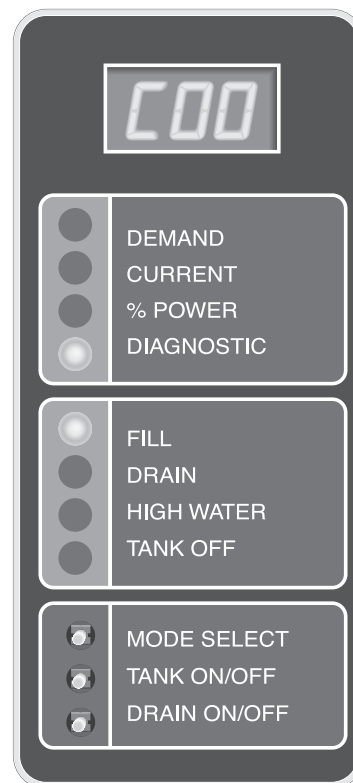 C00
DEMAND
CURRENT
% POWER
DIAGNOSTIC
FILL
DRAIN
HIGH WATER
TANK OFF
MODE SELECT
TANK ON/OFF
DRAIN ON/OFF